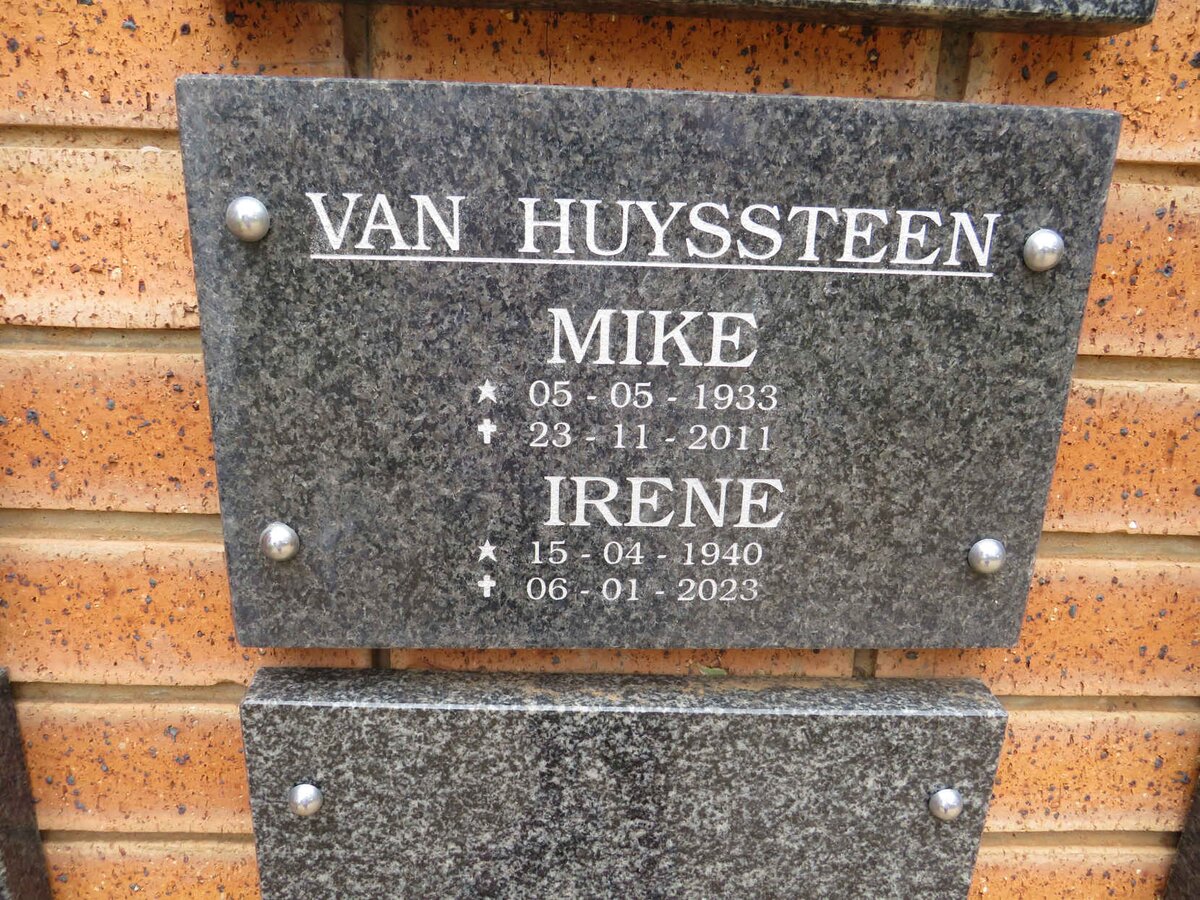 VAN HUYSSTEEN
MIKE
★ 05 - 05 - 1933
✝ 23 - 11 - 2011
IRENE
★ 15 - 04 - 1940
✝ 06 - 01 - 2023